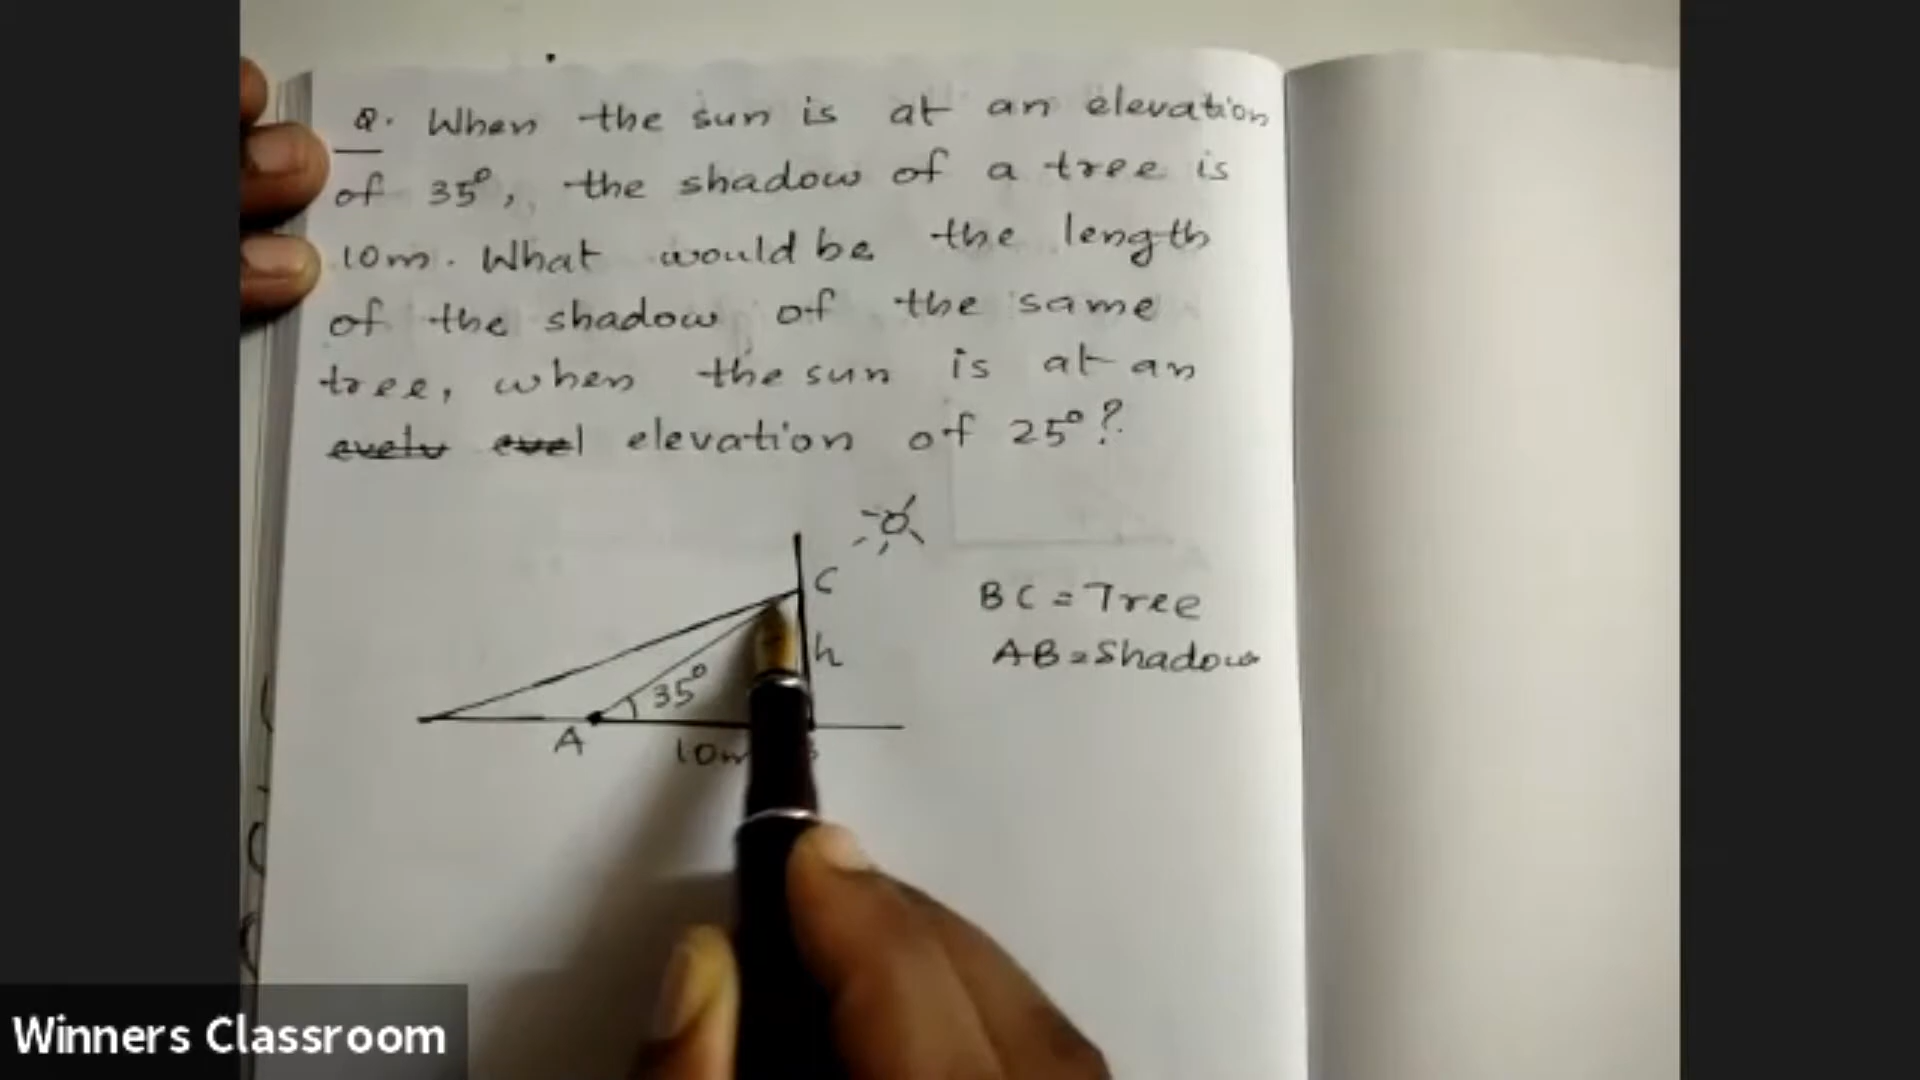 Q. When the sun is at an elevation
of 35°, the shadow of a tree is
10m. What would be the length
of the shadow of the same
tree, when the sun is at an
elevation of 25°?
C
BC = Tree
h
AB = Shadow
35°
A
10m
Winners Classroom